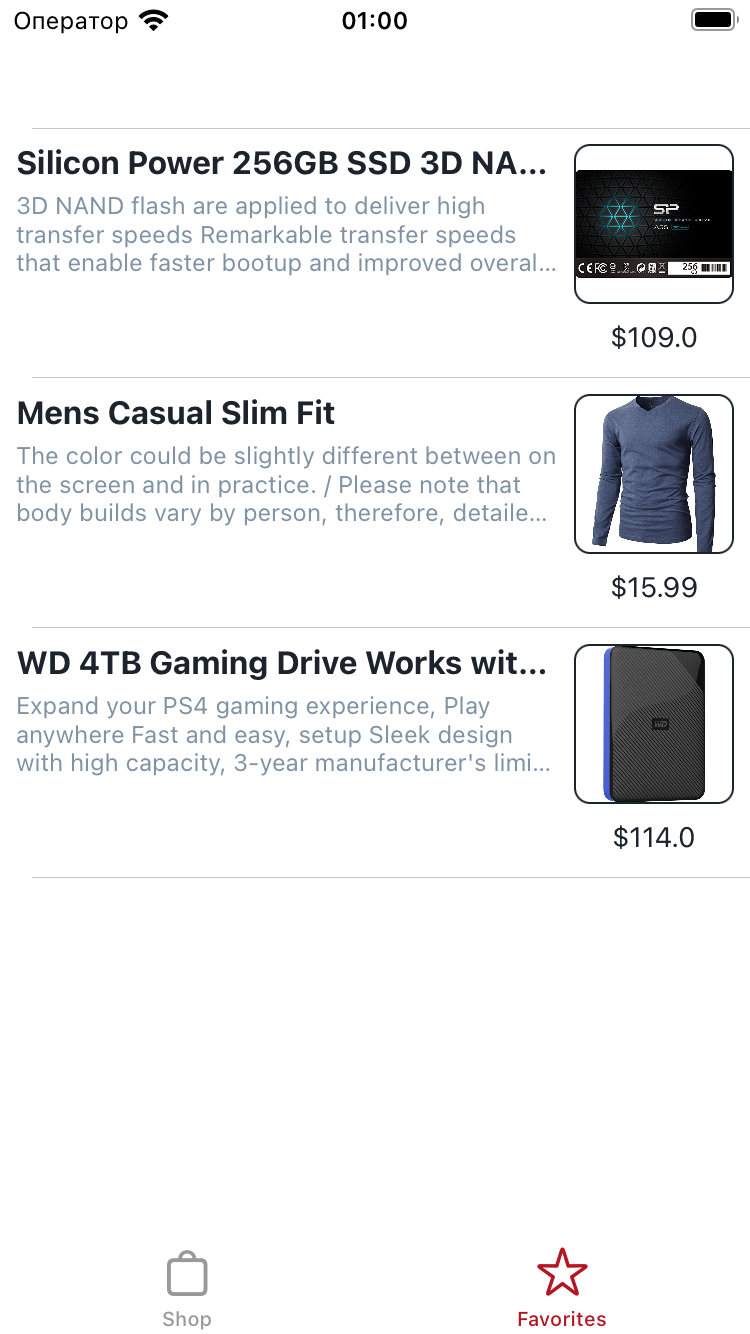 Оператор 01:00
Silicon Power 256GB SSD 3D NA...
3D NAND flash are applied to deliver high
transfer speeds Remarkable transfer speeds
that enable faster bootup and improved overal...
SP
A55
256
$109.0
Mens Casual Slim Fit
The color could be slightly different between on
the screen and in practice. / Please note that
body builds vary by person, therefore, detaile...
$15.99
WD 4TB Gaming Drive Works wit...
Expand your PS4 gaming experience, Play
anywhere Fast and easy, setup Sleek design
with high capacity, 3-year manufacturer's limi...
WD
$114.0
Shop
Favorites